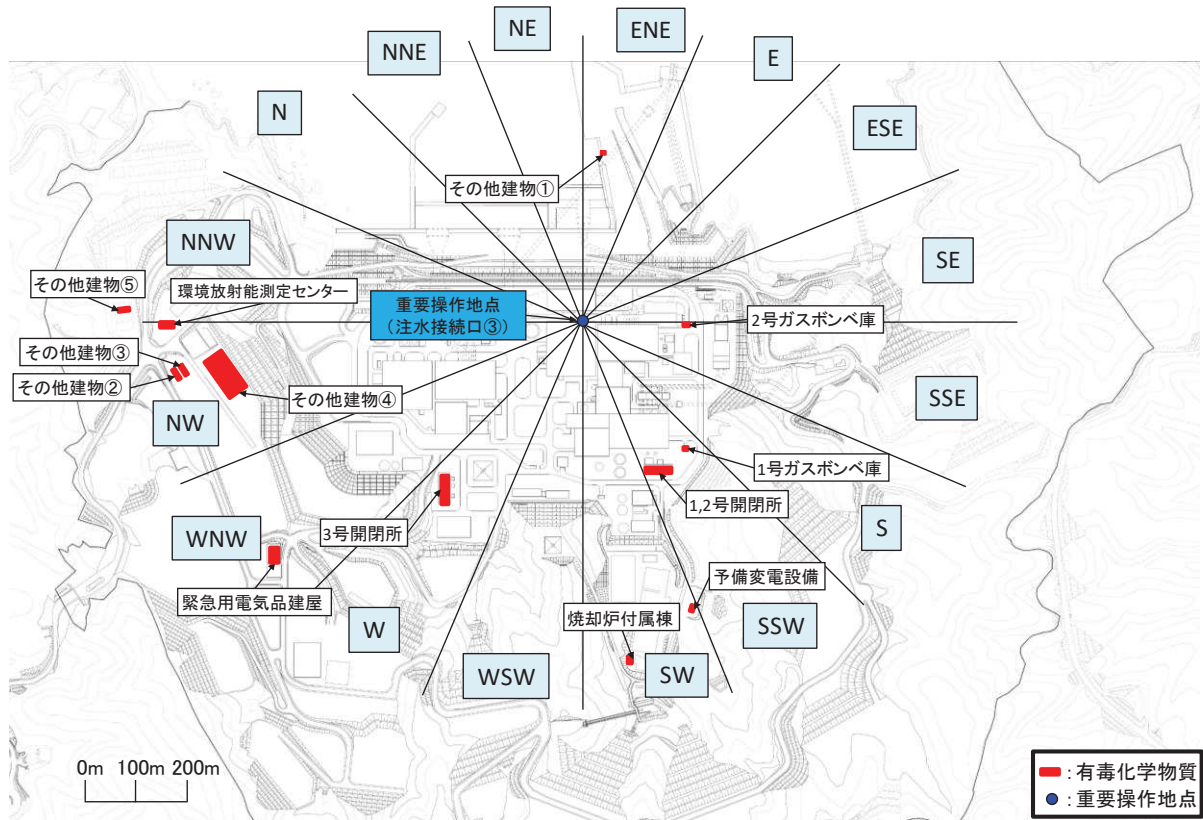 NE
ENE
NNE
E
N
ESE
その他建物①
NNW
SE
その他建物⑤
環境放射能測定センター
重要操作地点
（注水接続口③）
2号ガスボンベ庫
その他建物③
その他建物②
その他建物④
SSE
NW
1号ガスボンベ庫
1,2号開閉所
3号開閉所
WNW
S
緊急用電気品建屋
予備変電設備
焼却炉付属棟
W
SSW
WSW
SW
0m 100m 200m
：有毒化学物質
：重要操作地点